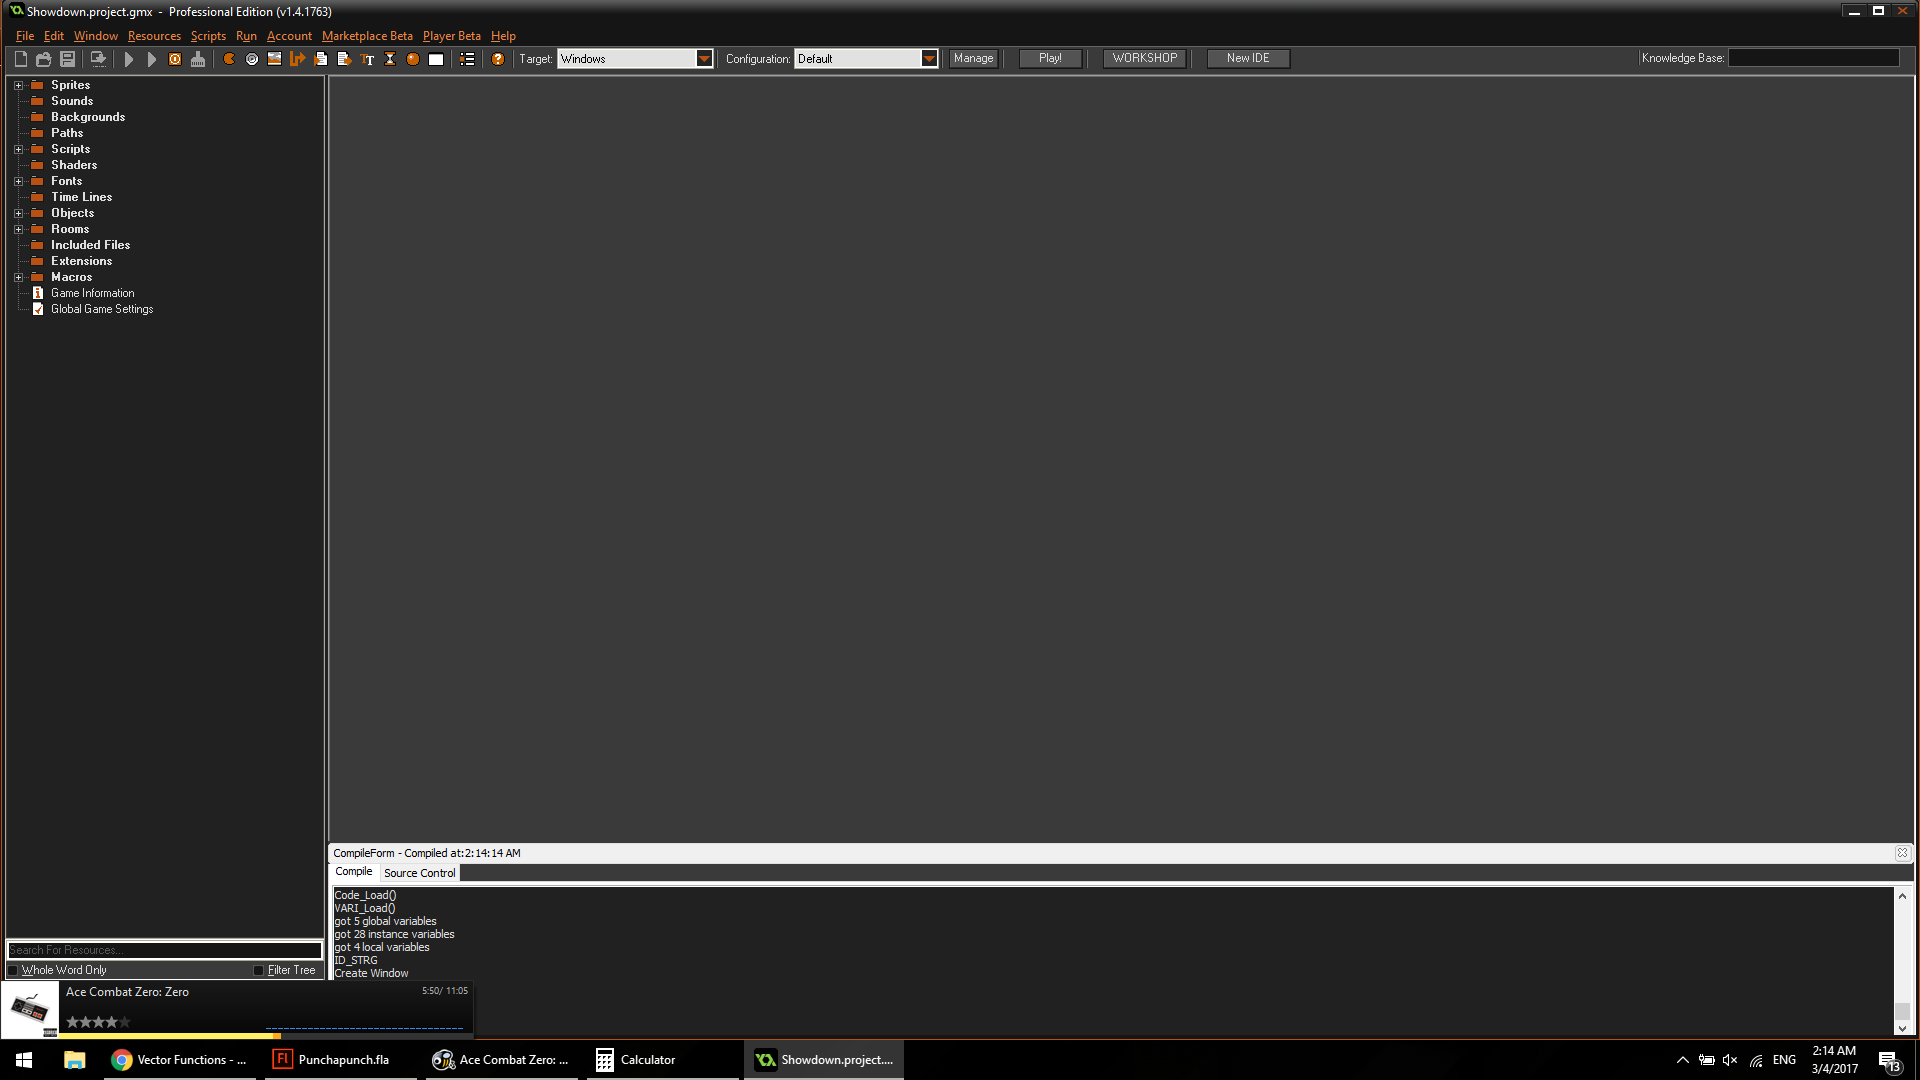 Showdown.project.gmx - Professional Edition (v1.4.1763)
File Edit Window Resources Scripts Run Account Marketplace Beta Player Beta Help
Target: Windows Configuration: Default Manage Play! WORKSHOP New IDE Knowledge Base:
Sprites
Sounds
Backgrounds
Paths
Scripts
Shaders
Fonts
Time Lines
Objects
Rooms
Included Files
Extensions
Macros
Game Information
Global Game Settings
CompileForm - Compiled at:2:14:14 AM
Compile Source Control
Code_Load()
VARI_Load()
got 5 global variables
got 28 instance variables
got 4 local variables
ID_STRG
Create Window
Search For Resources...
Whole Word Only Filter Tree
Ace Combat Zero: Zero 5:50/ 11:05
Vector Functions - ... Punchapunch.fla Ace Combat Zero: ... Calculator Showdown.project.... ENG 2:14 AM
3/4/2017 13